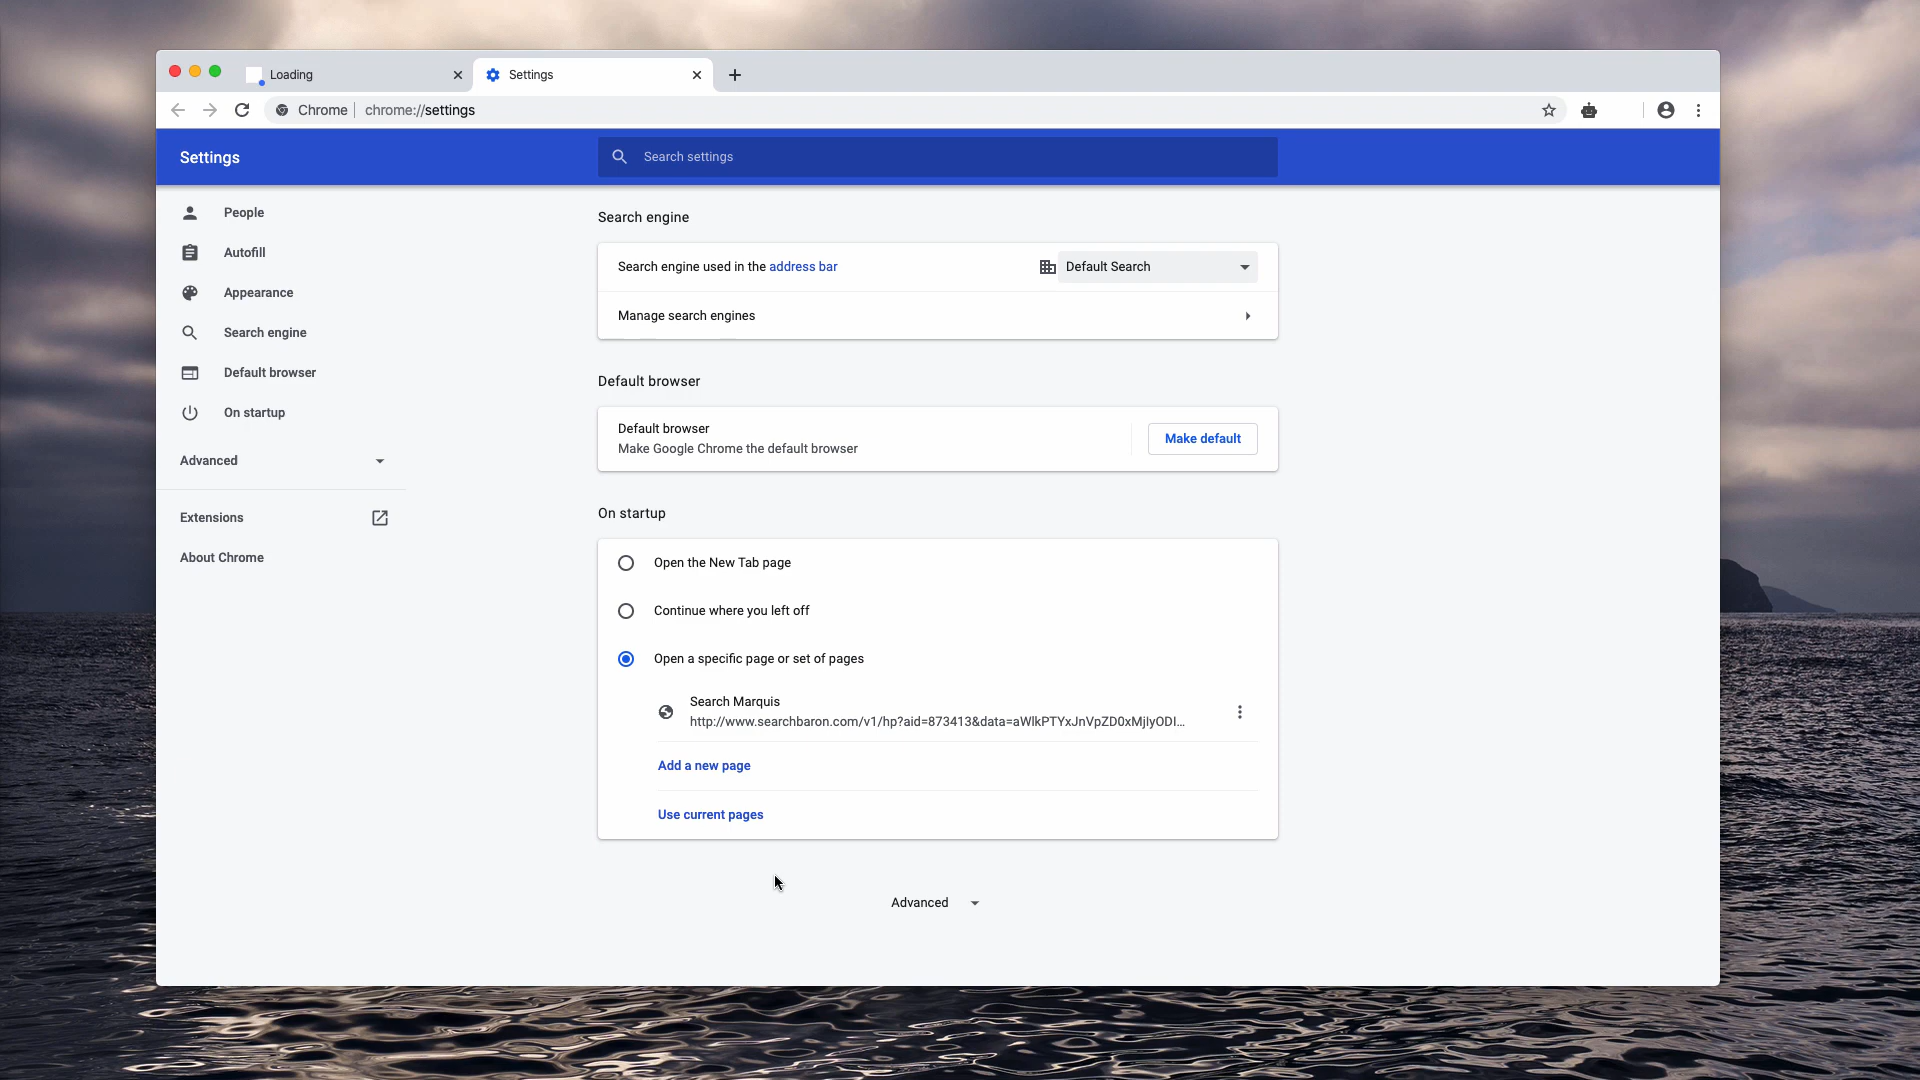 Loading
Settings
Chrome
chrome://settings
Settings
Search settings
People
Autofill
Appearance
Search engine
Default browser
On startup
Advanced
Extensions
About Chrome
Search engine
Search engine used in the address bar
Default Search
Manage search engines
Default browser
Default browser
Make Google Chrome the default browser
Make default
On startup
Open the New Tab page
Continue where you left off
Open a specific page or set of pages
Search Marquis
http://www.searchbaron.com/v1/hp?aid=873413&data=aWlkPTYxJnVpZD0xMjIyODI...
Add a new page
Use current pages
Advanced